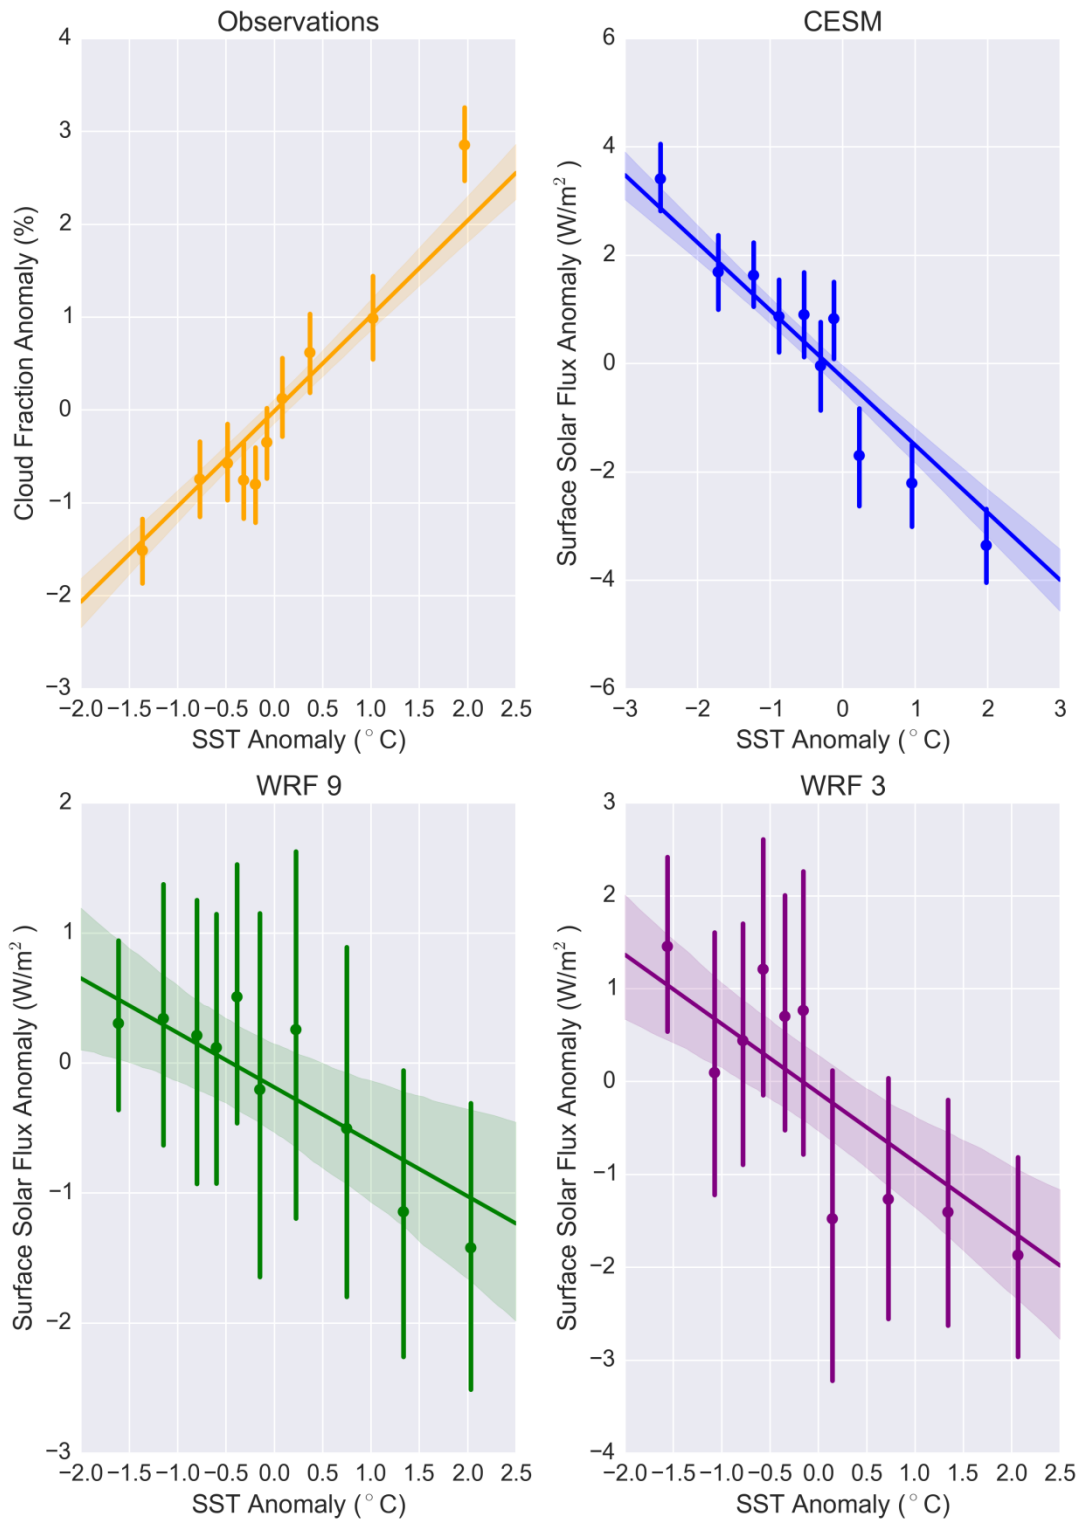 Observations
Cloud Fraction Anomaly (%)
4
3
2
1
0
−1
−2
−3
−2.0 −1.5 −1.0 −0.5 0.0 0.5 1.0 1.5 2.0 2.5
SST Anomaly (°C)
CESM
Surface Solar Flux Anomaly (W/m²)
6
4
2
0
−2
−4
−6
−3 −2 −1 0 1 2 3
SST Anomaly (°C)
WRF 9
Surface Solar Flux Anomaly (W/m²)
2
1
0
−1
−2
−3
−2.0 −1.5 −1.0 −0.5 0.0 0.5 1.0 1.5 2.0 2.5
SST Anomaly (°C)
WRF 3
Surface Solar Flux Anomaly (W/m²)
3
2
1
0
−1
−2
−3
−4
−2.0 −1.5 −1.0 −0.5 0.0 0.5 1.0 1.5 2.0 2.5
SST Anomaly (°C)